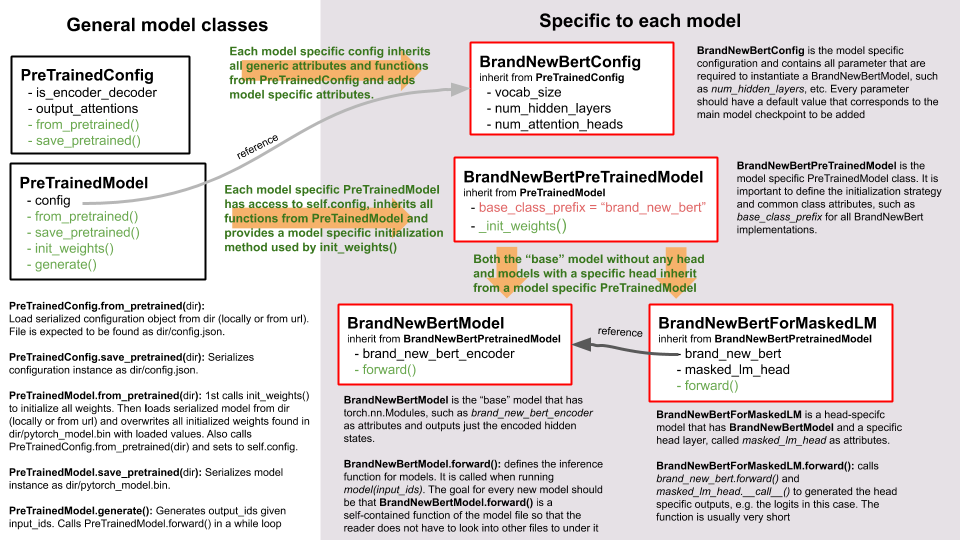 General model classes
Specific to each model
PreTrainedConfig
- is_encoder_decoder
- output_attentions
- from_pretrained()
- save_pretrained()
Each model specific config inherits
all generic attributes and functions
from PreTrainedConfig and adds
model specific attributes.
BrandNewBertConfig
inherit from PreTrainedConfig
- vocab_size
- num_hidden_layers
- num_attention_heads
BrandNewBertConfig is the model specific
configuration and contains all parameter that are
required to instantiate a BrandNewBertModel, such
as num_hidden_layers, etc. Every parameter
should have a default value that corresponds to the
main model checkpoint to be added
reference
PreTrainedModel
- config
- from_pretrained()
- save_pretrained()
- init_weights()
- generate()
Each model specific PreTrainedModel
has access to self.config, inherits all
functions from PreTainedModel and
provides a model specific initialization
method used by init_weights()
BrandNewBertPreTrainedModel
inherit from PreTrainedModel
- base_class_prefix = “brand_new_bert”
- _init_weights()
BrandNewBertPreTrainedModel is the
model specific PreTrainedModel class. It is
important to define the initialization strategy
and common class attributes, such as
base_class_prefix for all BrandNewBert
implementations.
Both the “base” model without any head
and models with a specific head inherit
from a model specific PreTrainedModel
PreTrainedConfig.from_pretrained(dir):
Load serialized configuration object from dir (locally or from url).
File is expected to be found as dir/config.json.
PreTrainedConfig.save_pretrained(dir): Serializes
configuration instance as dir/config.json.
PreTrainedModel.from_pretrained(dir): 1st calls init_weights()
to initialize all weights. Then loads serialized model from dir
(locally or from url) and overwrites all initialized weights found in
dir/pytorch_model.bin with loaded values. Also calls
PreTrainedConfig.from_pretrained(dir) and sets to self.config.
PreTrainedModel.save_pretrained(dir): Serializes model
instance as dir/pytorch_model.bin.
PreTrainedModel.generate(): Generates output_ids given
input_ids. Calls PreTrainedModel.forward() in a while loop
BrandNewBertModel
inherit from BrandNewBertPretrainedModel
- brand_new_bert_encoder
- forward()
reference
BrandNewBertForMaskedLM
inherit from BrandNewBertPretrainedModel
- brand_new_bert
- masked_lm_head
- forward()
BrandNewBertModel is the “base” model that has
torch.nn.Modules, such as brand_new_bert_encoder
as attributes and outputs just the encoded hidden
states.
BrandNewBertModel.forward(): defines the inference
function for models. It is called when running
model(input_ids). The goal for every new model should
be that BrandNewBertModel.forward() is a
self-contained function of the model file so that the
reader does not have to look into other files to under it
BrandNewBertForMaskedLM is a head-specifc
model that has BrandNewBertModel and a specific
head layer, called masked_lm_head as attributes.
BrandNewBertForMaskedLM.forward(): calls
brand_new_bert.forward() and
masked_lm_head.__call__() to generated the head
specific outputs, e.g. the logits in this case. The
function is usually very short